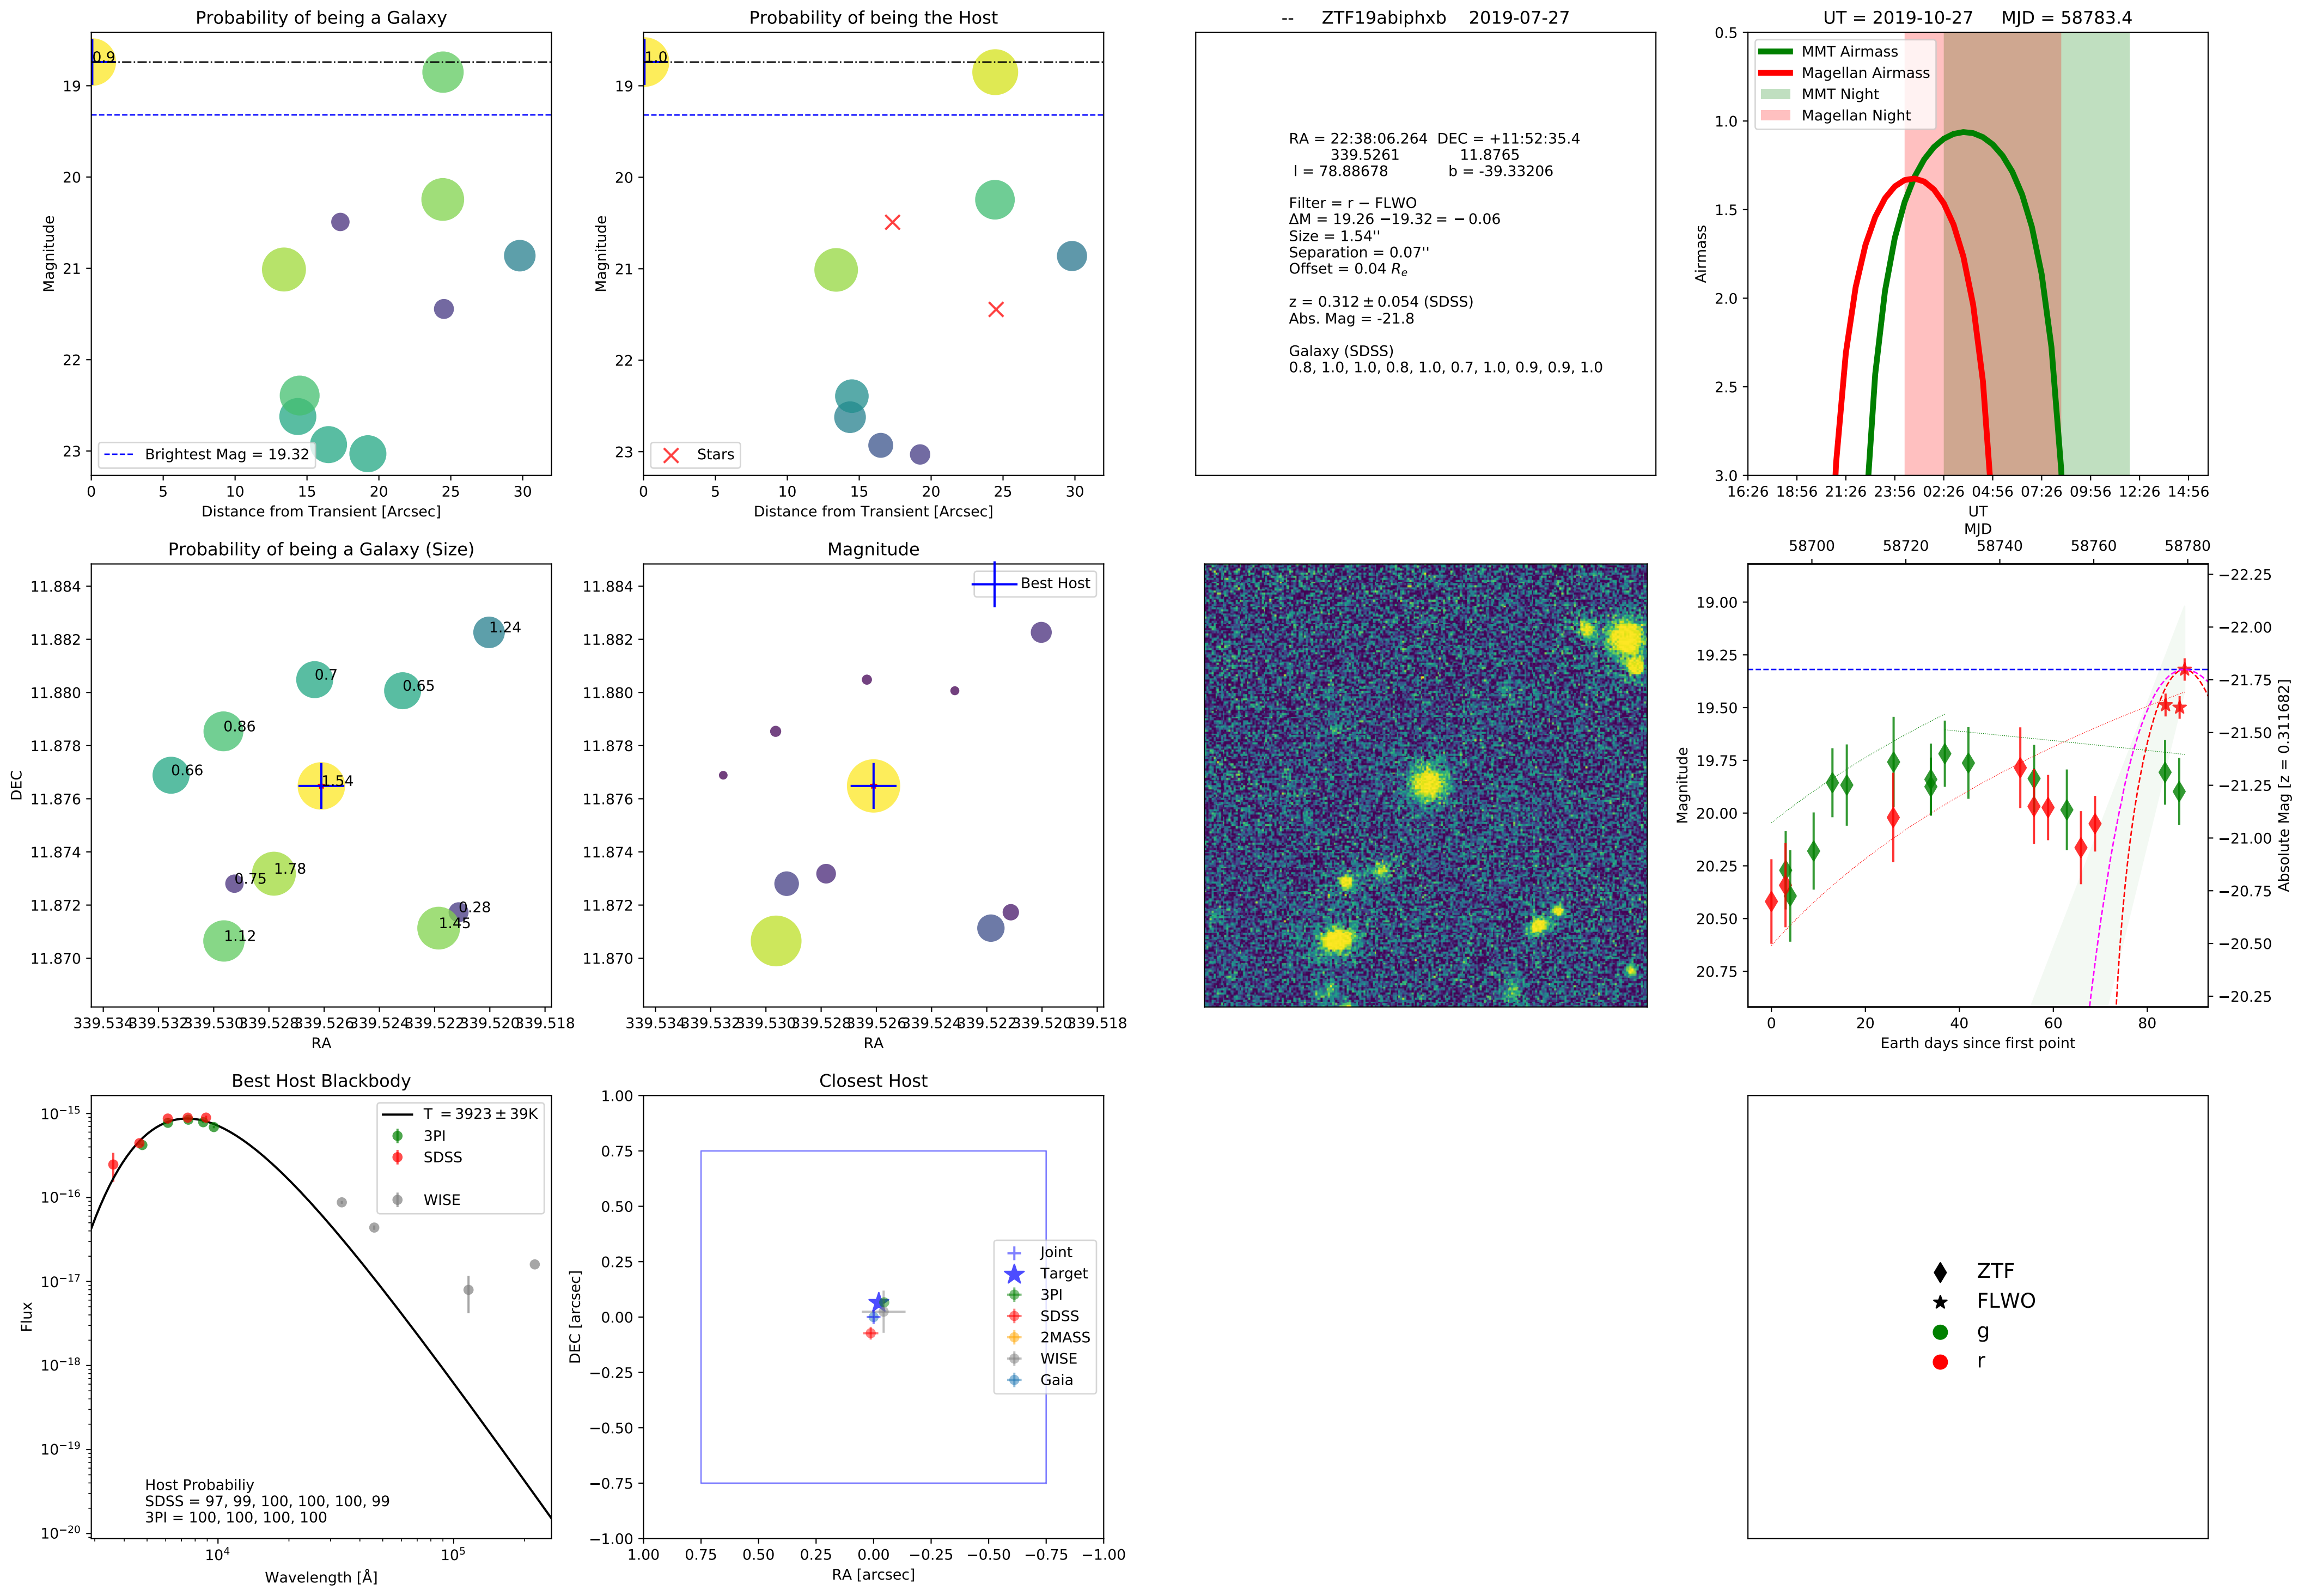 Probability of being a Galaxy
0.9
19
20
21
22
23
Magnitude
Brightest Mag = 19.32
0 5 10 15 20 25 30
Distance from Transient [Arcsec]
Probability of being the Host
1.0
19
20
21
22
23
Magnitude
Stars
0 5 10 15 20 25 30
Distance from Transient [Arcsec]
-- ZTF19abiphxb 2019-07-27
RA = 22:38:06.264 DEC = +11:52:35.4
339.5261 11.8765
l = 78.88678 b = -39.33206
Filter = r − FLWO
ΔM = 19.26 −19.32 = − 0.06
Size = 1.54''
Separation = 0.07''
Offset = 0.04 Re
z = 0.312 ± 0.054 (SDSS)
Abs. Mag = -21.8
Galaxy (SDSS)
0.8, 1.0, 1.0, 0.8, 1.0, 0.7, 1.0, 0.9, 0.9, 1.0
UT = 2019-10-27 MJD = 58783.4
MMT Airmass
Magellan Airmass
MMT Night
Magellan Night
0.5
1.0
1.5
2.0
2.5
3.0
Airmass
16:26 18:56 21:26 23:56 02:26 04:56 07:26 09:56 12:26 14:56
UT
Probability of being a Galaxy (Size)
11.884
11.882
11.880
11.878
11.876
11.874
11.872
11.870
DEC
1.24
0.7
0.65
0.86
0.66
1.54
1.78
0.75
0.28
1.45
1.12
339.534 339.532 339.530 339.528 339.526 339.524 339.522 339.520 339.518
RA
Magnitude
Best Host
11.884
11.882
11.880
11.878
11.876
11.874
11.872
11.870
339.534 339.532 339.530 339.528 339.526 339.524 339.522 339.520 339.518
RA
MJD
58700 58720 58740 58760 58780
19.00
19.25
19.50
19.75
20.00
20.25
20.50
20.75
Magnitude
−22.25
−22.00
−21.75
−21.50
−21.25
−21.00
−20.75
−20.50
−20.25
Absolute Mag [z = 0.311682]
0 20 40 60 80
Earth days since first point
Best Host Blackbody
T = 3923 ± 39K
3PI
SDSS
WISE
10−15
10−16
10−17
10−18
10−19
10−20
Flux
Host Probabiliy
SDSS = 97, 99, 100, 100, 100, 99
3PI = 100, 100, 100, 100
104 105
Wavelength [Å]
Closest Host
1.00
0.75
0.50
0.25
0.00
−0.25
−0.50
−0.75
−1.00
DEC [arcsec]
Joint
Target
3PI
SDSS
2MASS
WISE
Gaia
1.00 0.75 0.50 0.25 0.00 −0.25 −0.50 −0.75 −1.00
RA [arcsec]
ZTF
FLWO
g
r